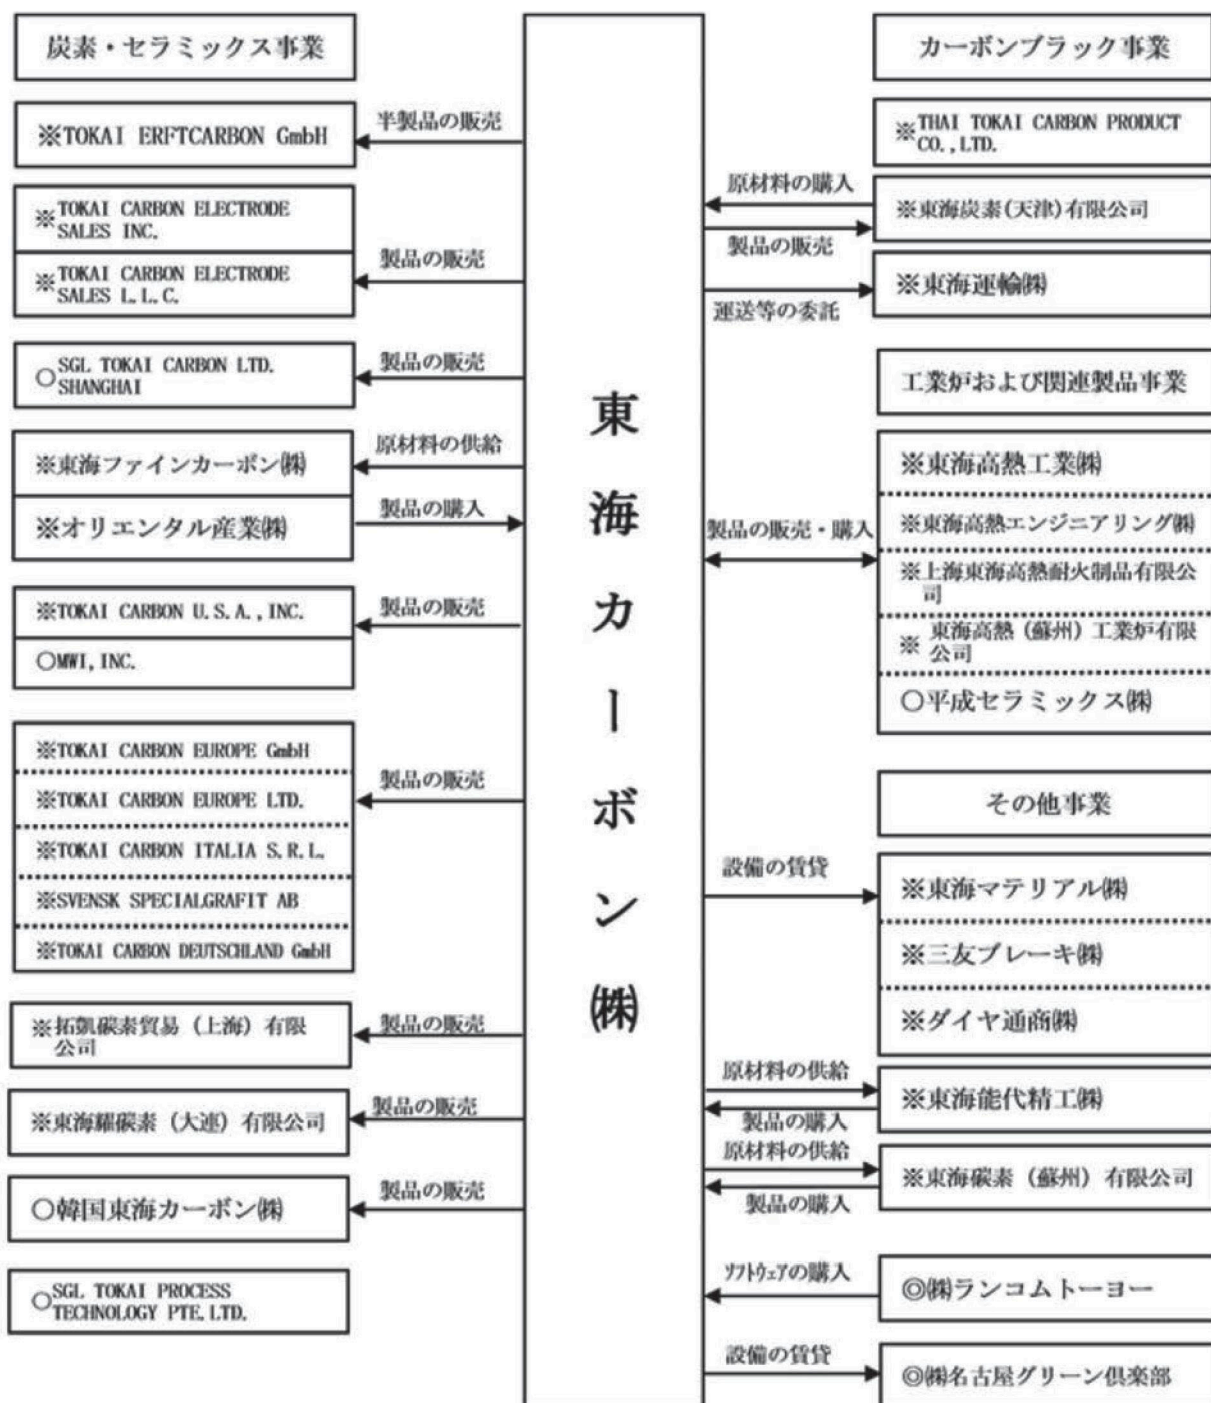 炭素・セラミックス事業
※TOKAI ERFTCARBON GmbH
半製品の販売
※TOKAI CARBON ELECTRODE
SALES INC.
※TOKAI CARBON ELECTRODE
SALES L.L.C.
製品の販売
○SGL TOKAI CARBON LTD.
SHANGHAI
製品の販売
※東海ファインカーボン㈱
原材料の供給
※オリエンタル産業㈱
製品の購入
※TOKAI CARBON U.S.A.,INC.
製品の販売
○MWI,INC.
※TOKAI CARBON EUROPE GmbH
※TOKAI CARBON EUROPE LTD.
製品の販売
※TOKAI CARBON ITALIA S.R.L.
※SVENSK SPECIALGRAFIT AB
※TOKAI CARBON DEUTSCHLAND GmbH
※拓凱碳素貿易（上海）有限
公司
製品の販売
※東海耀碳素（大連）有限公司
製品の販売
○韓国東海カーボン㈱
製品の販売
○SGL TOKAI PROCESS
TECHNOLOGY PTE.LTD.
東海カーボン㈱
カーボンブラック事業
※THAI TOKAI CARBON PRODUCT
CO.,LTD.
原材料の購入
※東海炭素(天津)有限公司
製品の販売
※東海運輸㈱
運送等の委託
工業炉および関連製品事業
※東海高熱工業㈱
※東海高熱エンジニアリング㈱
製品の販売・購入
※上海東海高熱耐火制品有限公
司
※東海高熱（蘇州）工業炉有限
公司
○平成セラミックス㈱
その他事業
設備の賃貸
※東海マテリアル㈱
※三友ブレーキ㈱
※ダイヤ通商㈱
原材料の供給
※東海能代精工㈱
製品の購入
原材料の供給
※東海碳素（蘇州）有限公司
製品の購入
ｿﾌﾄｳｪｱの購入
◎㈱ランコムトーヨー
設備の賃貸
◎㈱名古屋グリーン倶楽部